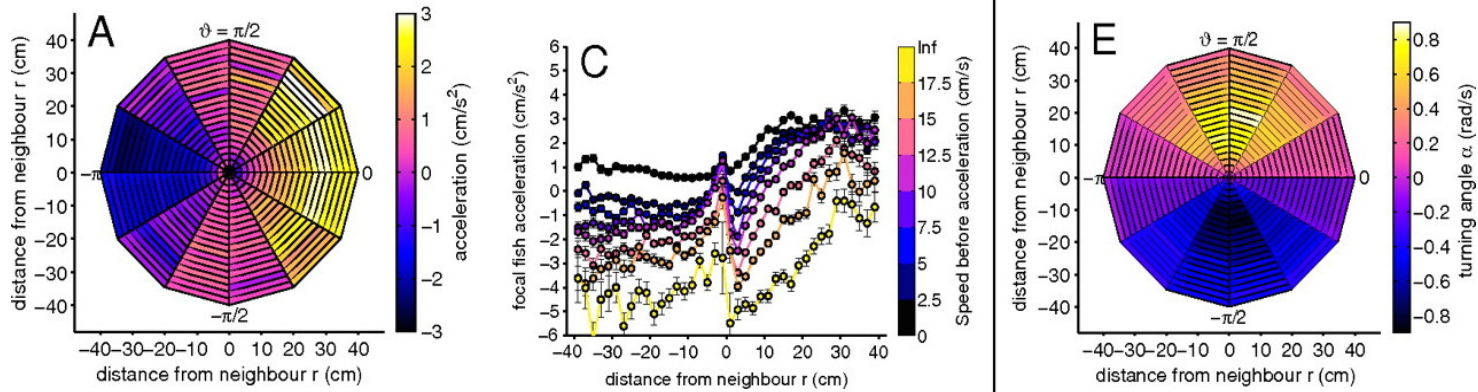 A
ϑ = π/2
0
−π/2
−π
40
30
20
10
0
−10
−20
−30
−40
−40−30−20−10 0 10 20 30 40
distance from neighbour r (cm)
distance from neighbour r (cm)
3
2
1
0
−1
−2
−3
acceleration (cm/s²)
C
6
5
4
3
2
1
0
−1
−2
−3
−4
−5
−6
focal fish acceleration (cm/s²)
−40 −30 −20 −10 0 10 20 30 40
distance from neighbour r (cm)
Inf
17.5
15
12.5
10
7.5
5
2.5
0
Speed before acceleration (cm/s)
E
ϑ = π/2
0
−π/2
−π
40
30
20
10
0
−10
−20
−30
−40
−40−30−20−10 0 10 20 30 40
distance from neighbour r (cm)
distance from neighbour r (cm)
0.8
0.6
0.4
0.2
0
−0.2
−0.4
−0.6
−0.8
turning angle α (rad/s)